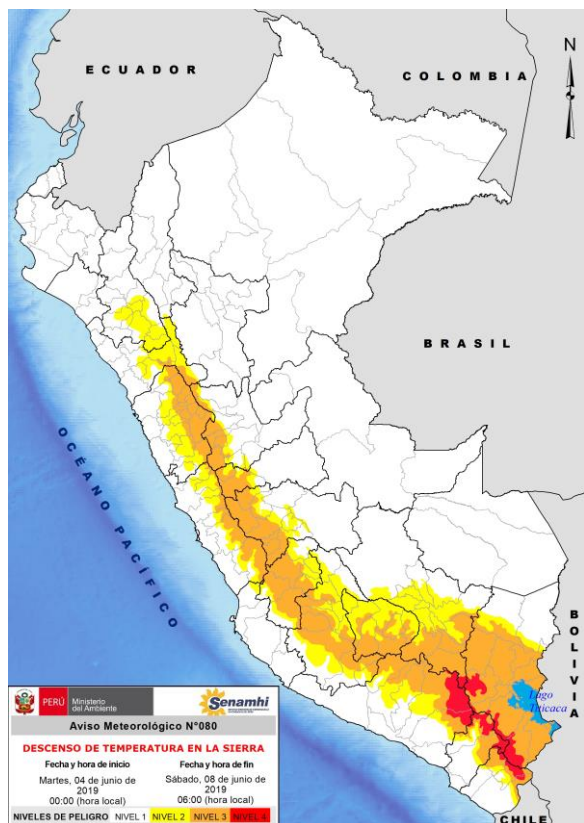 ECUADOR
COLOMBIA
N
BRASIL
OCÉANO PACÍFICO
BOLIVIA
Lago
Titicaca
CHILE
PERÚ
Ministerio
del Ambiente
Senamhi
Aviso Meteorológico N°080
DESCENSO DE TEMPERATURA EN LA SIERRA
Fecha y hora de inicio
Fecha y hora de fin
Martes, 04 de junio de
2019
00:00 (hora local)
Sábado, 08 de junio de
2019
06:00 (hora local)
NIVELES DE PELIGRO NIVEL 1 NIVEL 2 NIVEL 3 NIVEL 4